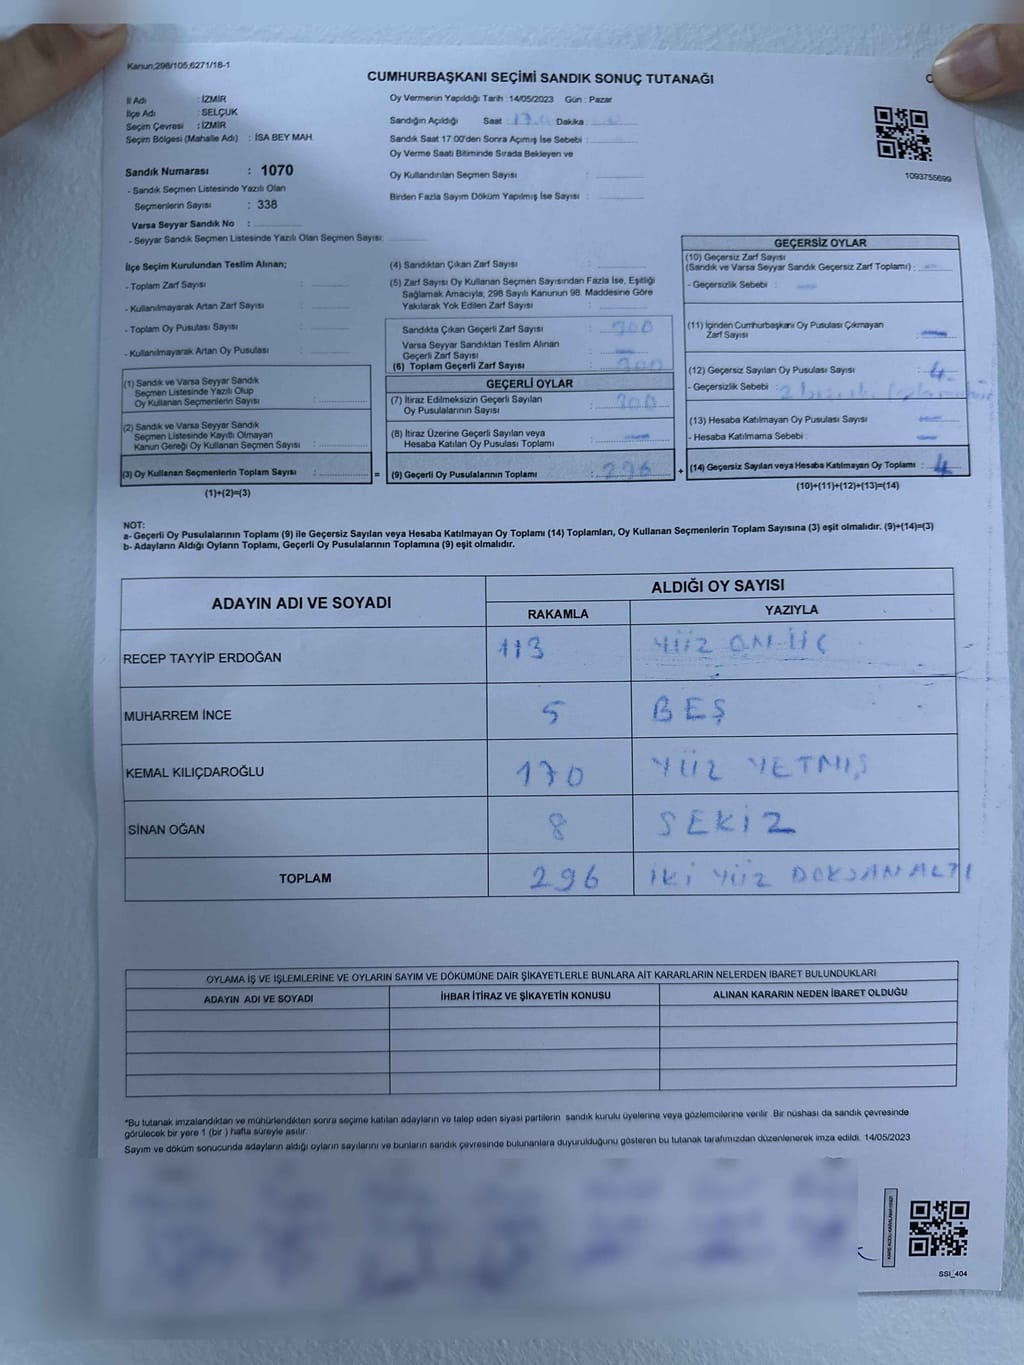 Kanun;298/105,6271/18-1
CUMHURBAŞKANI SEÇİMİ SANDIK SONUÇ TUTANAĞI
İl Adı : İZMİR
İlçe Adı : SELÇUK
Seçim Çevresi : İZMİR
Seçim Bölgesi (Mahalle Adı) : İSA BEY MAH.
Oy Vermenin Yapıldığı Tarih : 14/05/2023 Gün : Pazar
Sandığın Açıldığı Saat : Dakika :
Sandık Saat 17:00'den Sonra Açımış İse Sebebi :
Oy Verme Saati Bitiminde Sırada Bekleyen ve
Oy Kullandırılan Seçmen Sayısı :
Birden Fazla Sayım Döküm Yapılmış İse Sayısı :
1093755699
Sandık Numarası : 1070
- Sandık Seçmen Listesinde Yazılı Olan
Seçmenlerin Sayısı : 338
Varsa Seyyar Sandık No :
- Seyyar Sandık Seçmen Listesinde Yazılı Olan Seçmen Sayısı:
İlçe Seçim Kurulundan Teslim Alınan;
- Toplam Zarf Sayısı :
- Kullanılmayarak Artan Zarf Sayısı :
- Toplam Oy Pusulası Sayısı :
- Kullanılmayarak Artan Oy Pusulası :
(1) Sandık ve Varsa Seyyar Sandık
Seçmen Listesinde Yazılı Olup
Oy Kullanan Seçmenlerin Sayısı :
(2) Sandık ve Varsa Seyyar Sandık
Seçmen Listesinde Kayıtlı Olmayan
Kanun Gereği Oy Kullanan Seçmen Sayısı :
(3) Oy Kullanan Seçmenlerin Toplam Sayısı : =
(1)+(2)=(3)
(4) Sandıktan Çıkan Zarf Sayısı :
(5) Zarf Sayısı Oy Kullanan Seçmen Sayısından Fazla İse, Eşitliği
Sağlamak Amacıyla, 298 Sayılı Kanunun 98. Maddesine Göre
Yakılarak Yok Edilen Zarf Sayısı :
Sandıkta Çıkan Geçerli Zarf Sayısı : 300
Varsa Seyyar Sandıktan Teslim Alınan
Geçerli Zarf Sayısı : -
(6) Toplam Geçerli Zarf Sayısı : 300
GEÇERLİ OYLAR
(7) İtiraz Edilmeksizin Geçerli Sayılan
Oy Pusulalarının Sayısı : 300
(8) İtiraz Üzerine Geçerli Sayılan veya
Hesaba Katılan Oy Pusulası Toplamı : -
(9) Geçerli Oy Pusulalarının Toplamı : 296 +
GEÇERSİZ OYLAR
(10) Geçersiz Zarf Sayısı
(Sandık ve Varsa Seyyar Sandık Geçersiz Zarf Toplamı) : -
- Geçersizlik Sebebi : -
(11) İçinden Cumhurbaşkanı Oy Pusulası Çıkmayan
Zarf Sayısı : -
(12) Geçersiz Sayılan Oy Pusulası Sayısı : 4
- Geçersizlik Sebebi : 2
(13) Hesaba Katılmayan Oy Pusulası Sayısı : -
- Hesaba Katılmama Sebebi : -
(14) Geçersiz Sayılan veya Hesaba Katılmayan Oy Toplamı : 4
(10)+(11)+(12)+(13)=(14)
NOT:
a- Geçerli Oy Pusulalarının Toplamı (9) ile Geçersiz Sayılan veya Hesaba Katılmayan Oy Toplamı (14) Toplamları, Oy Kullanan Seçmenlerin Toplam Sayısına (3) eşit olmalıdır. (9)+(14)=(3)
b- Adayların Aldığı Oyların Toplamı, Geçerli Oy Pusulalarının Toplamına (9) eşit olmalıdır.
ADAYIN ADI VE SOYADI
ALDIĞI OY SAYISI
RAKAMLA YAZIYLA
RECEP TAYYİP ERDOĞAN 113 YÜZ ON ÜÇ
MUHARREM İNCE 5 BEŞ
KEMAL KILIÇDAROĞLU 170 YÜZ YETMİŞ
SİNAN OĞAN 8 SEKİZ
TOPLAM 296 İKİ YÜZ DOKSAN ALTI
OYLAMA İŞ VE İŞLEMLERİNE VE OYLARIN SAYIM VE DÖKÜMÜNE DAİR ŞİKAYETLERLE BUNLARA AİT KARARLARIN NELERDEN İBARET BULUNDUKLARI
ADAYIN ADI VE SOYADI İHBAR İTİRAZ VE ŞİKAYETİN KONUSU ALINAN KARARIN NEDEN İBARET OLDUĞU
*Bu tutanak imzalandıktan ve mühürlendikten sonra seçime katılan adayların ve talep eden siyasi partilerin sandık kurulu üyelerine veya gözlemcilerine verilir. Bir nüshası da sandık çevresinde
görülecek bir yere 1 (bir) hafta süreyle asılır.
Sayım ve döküm sonucunda adayların aldığı oyların sayılarını ve bunların sandık çevresinde bulunanlara duyurulduğunu gösteren bu tutanak tarafımızdan düzenlenerek imza edildi. 14/05/2023
SSI_404